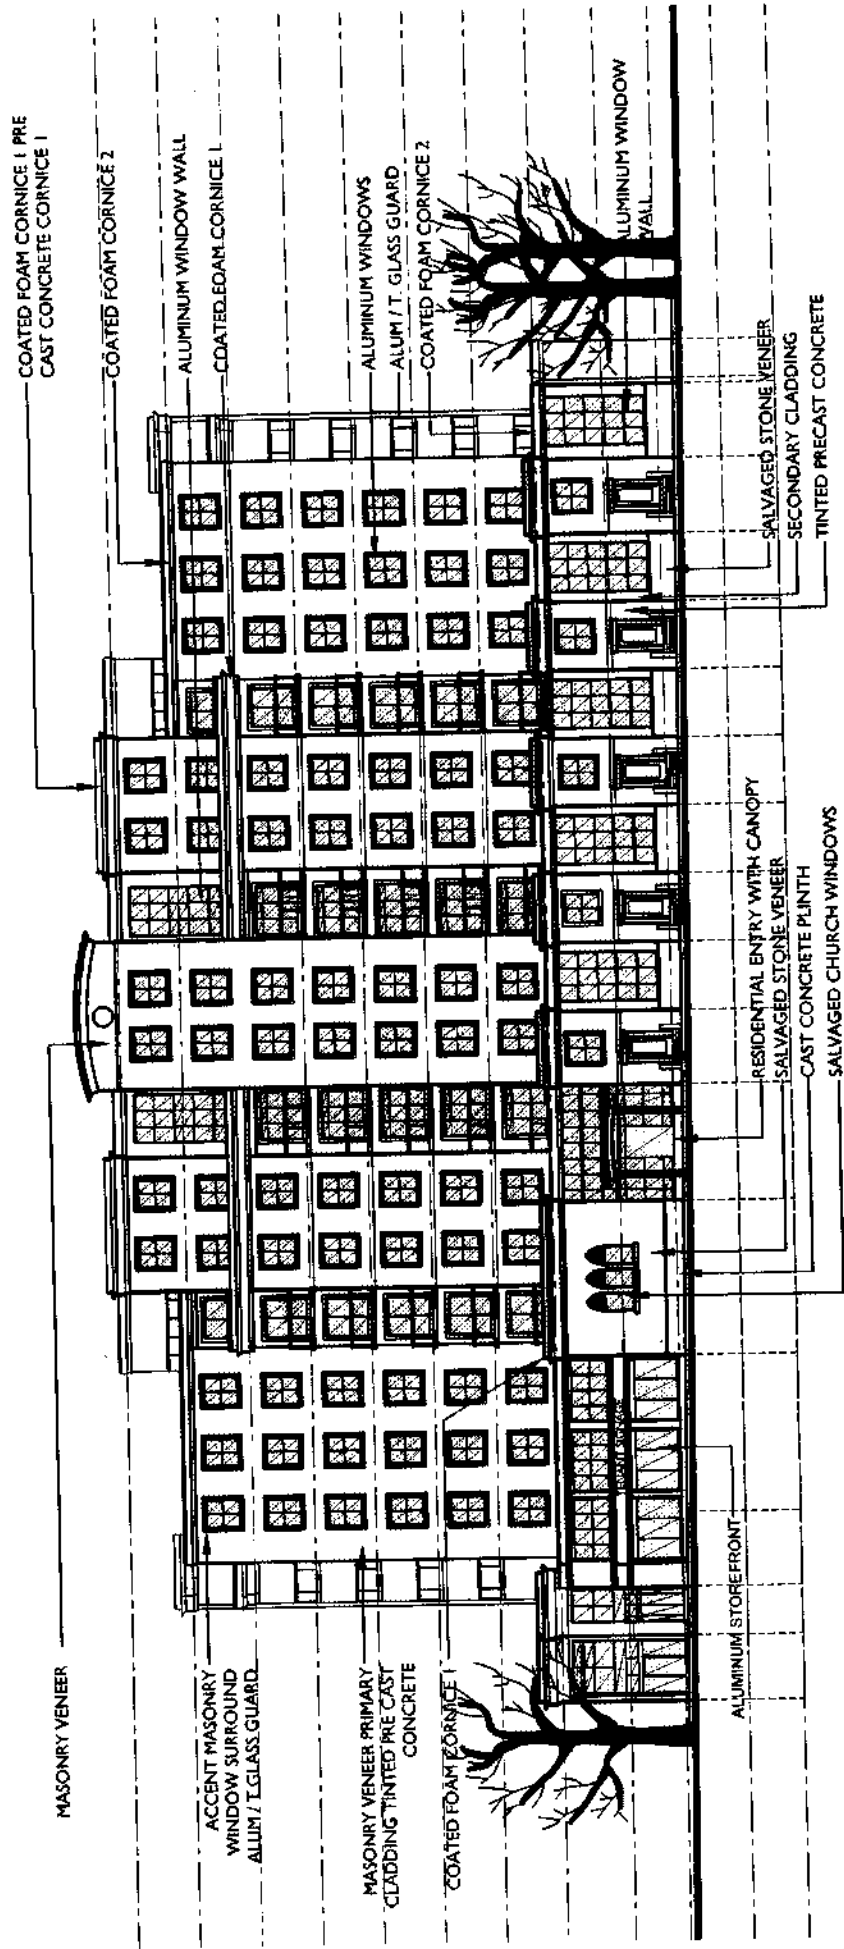 COATED FOAM CORNICE 1 PRE
CAST CONCRETE CORNICE 1
COATED FOAM CORNICE 2
ALUMINUM WINDOW WALL
COATED FOAM CORNICE 1
ALUMINUM WINDOWS
ALUM / T. GLASS GUARD
COATED FOAM CORNICE 2
ALUMINUM WINDOW
WALL
SALVAGED STONE VENEER
SECONDARY CLADDING
TINTED PRECAST CONCRETE
RESIDENTIAL ENTRY WITH CANOPY
SALVAGED STONE VENEER
CAST CONCRETE PLINTH
SALVAGED CHURCH WINDOWS
ALUMINUM STOREFRONT
MASONRY VENEER
ACCENT MASONRY
WINDOW SURROUND
ALUM / T.GLASS GUARD
MASONRY VENEER PRIMARY
CLADDING TINTED PRE CAST
CONCRETE
COATED FOAM CORNICE 1